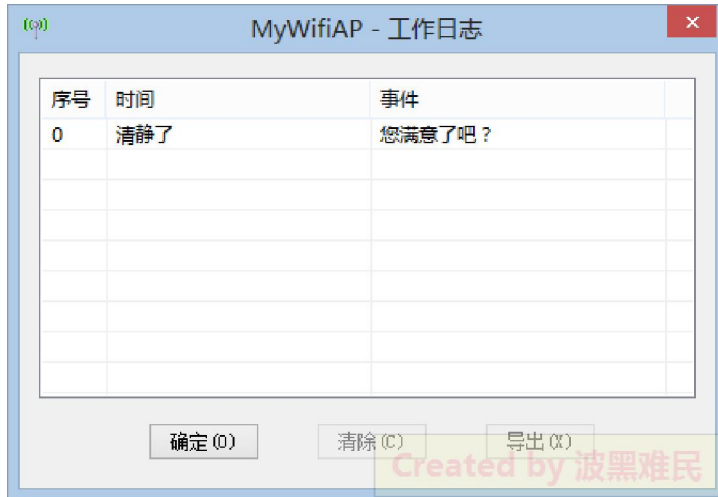 MyWifiAP - 工作日志
序号 时间 事件
0 清静了 您满意了吧？
确定(O) 清除(C) 导出(X)
Created by 波黑难民